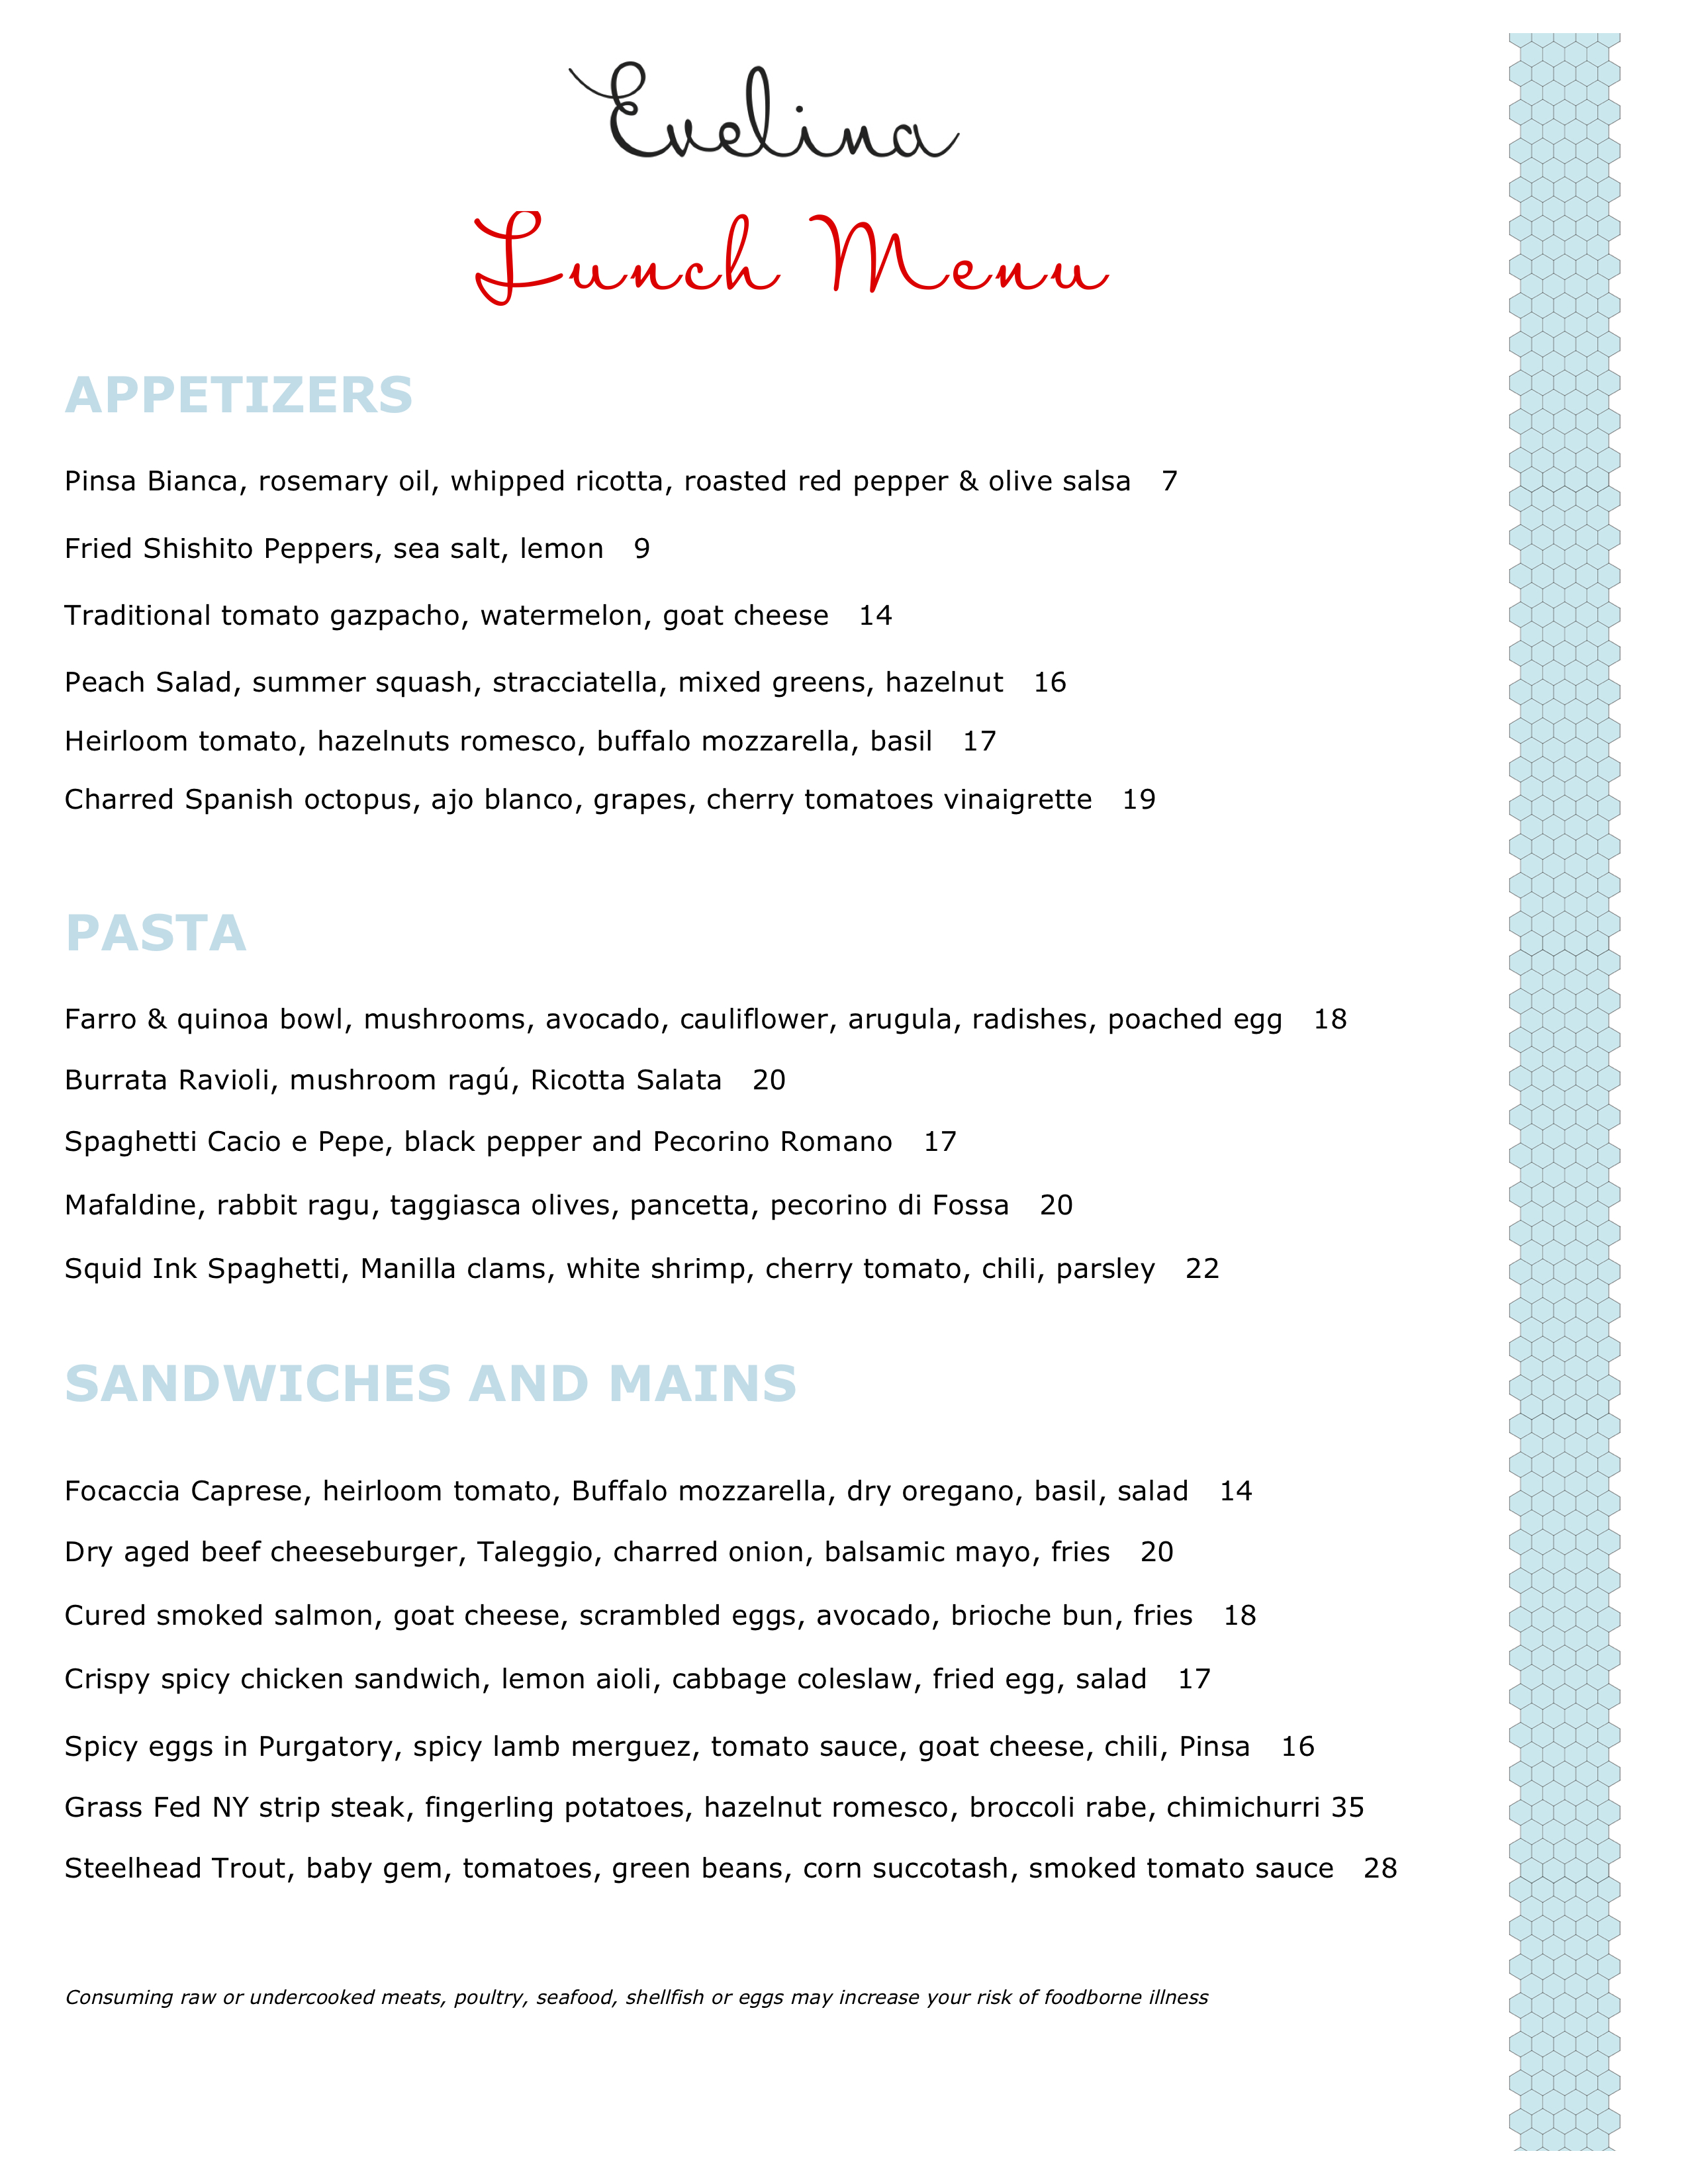 Evelina
Lunch Menu
APPETIZERS
Pinsa Bianca, rosemary oil, whipped ricotta, roasted red pepper & olive salsa 7
Fried Shishito Peppers, sea salt, lemon 9
Traditional tomato gazpacho, watermelon, goat cheese 14
Peach Salad, summer squash, stracciatella, mixed greens, hazelnut 16
Heirloom tomato, hazelnuts romesco, buffalo mozzarella, basil 17
Charred Spanish octopus, ajo blanco, grapes, cherry tomatoes vinaigrette 19
PASTA
Farro & quinoa bowl, mushrooms, avocado, cauliflower, arugula, radishes, poached egg 18
Burrata Ravioli, mushroom ragú, Ricotta Salata 20
Spaghetti Cacio e Pepe, black pepper and Pecorino Romano 17
Mafaldine, rabbit ragu, taggiasca olives, pancetta, pecorino di Fossa 20
Squid Ink Spaghetti, Manilla clams, white shrimp, cherry tomato, chili, parsley 22
SANDWICHES AND MAINS
Focaccia Caprese, heirloom tomato, Buffalo mozzarella, dry oregano, basil, salad 14
Dry aged beef cheeseburger, Taleggio, charred onion, balsamic mayo, fries 20
Cured smoked salmon, goat cheese, scrambled eggs, avocado, brioche bun, fries 18
Crispy spicy chicken sandwich, lemon aioli, cabbage coleslaw, fried egg, salad 17
Spicy eggs in Purgatory, spicy lamb merguez, tomato sauce, goat cheese, chili, Pinsa 16
Grass Fed NY strip steak, fingerling potatoes, hazelnut romesco, broccoli rabe, chimichurri 35
Steelhead Trout, baby gem, tomatoes, green beans, corn succotash, smoked tomato sauce 28
Consuming raw or undercooked meats, poultry, seafood, shellfish or eggs may increase your risk of foodborne illness